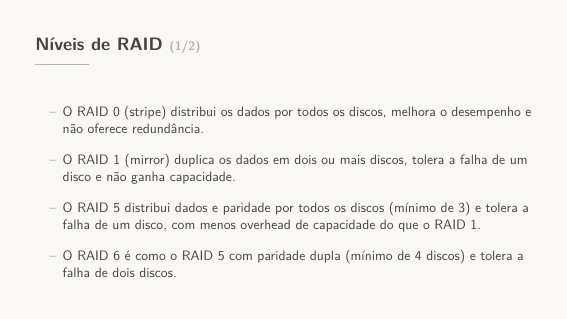 Níveis de RAID (1/2)
– O RAID 0 (stripe) distribui os dados por todos os discos, melhora o desempenho e
não oferece redundância.
– O RAID 1 (mirror) duplica os dados em dois ou mais discos, tolera a falha de um
disco e não ganha capacidade.
– O RAID 5 distribui dados e paridade por todos os discos (mínimo de 3) e tolera a
falha de um disco, com menos overhead de capacidade do que o RAID 1.
– O RAID 6 é como o RAID 5 com paridade dupla (mínimo de 4 discos) e tolera a
falha de dois discos.